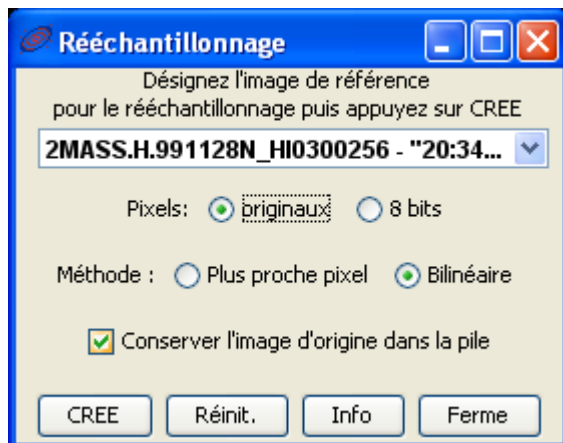 Rééchantillonnage
Désignez l'image de référence
pour le rééchantillonnage puis appuyez sur CREE
2MASS.H.991128N_HI0300256 - "20:34...
Pixels: originaux 8 bits
Méthode : Plus proche pixel Bilinéaire
Conserver l'image d'origine dans la pile
CREE Réinit. Info Ferme